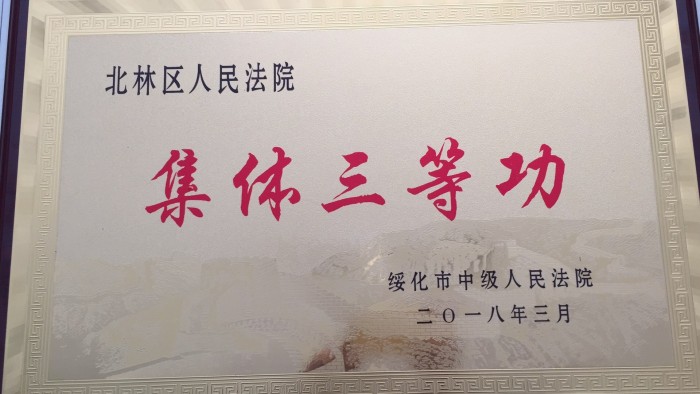 北林区人民法院
集体三等功
绥化市中级人民法院
二〇一八年三月